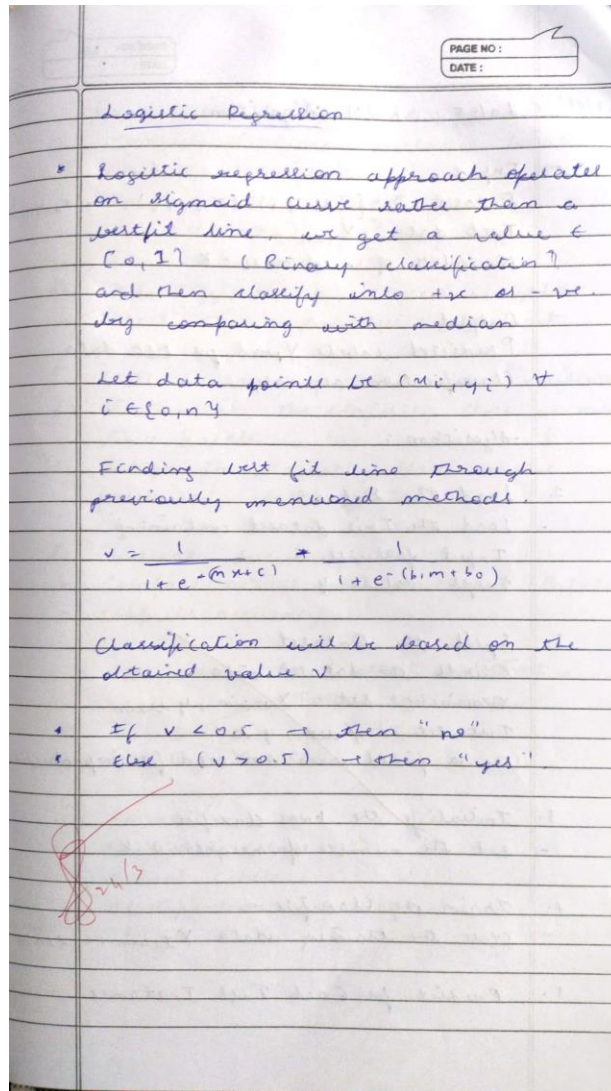 PAGE NO :
DATE :
Logistic Regression
* Logistic regression approach operates
on sigmoid curve rather than a
bestfit line. we get a value ∈
[0, 1] (Binary classification)
and then classify into +ve or -ve.
by comparing with median
Let data points be (xi, yi) ∀
i ∈ {0, n}
Finding best fit line through
previously mentioned methods.
v = 1 / (1 + e^-(mx+c)) = 1 / (1 + e^-(b1m + b0))
Classification will be based on the
obtained value v
* If v < 0.5 → then "no"
* Else (v > 0.5) → then "yes".
24/3